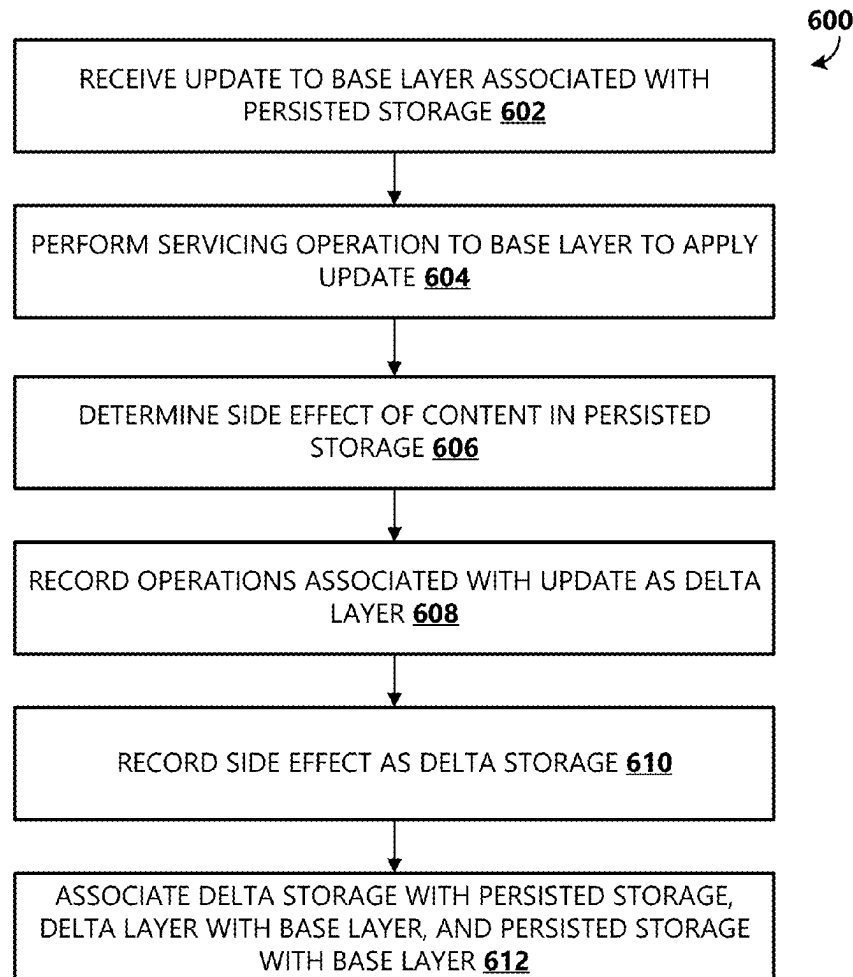 600
RECEIVE UPDATE TO BASE LAYER ASSOCIATED WITH
PERSISTED STORAGE 602
PERFORM SERVICING OPERATION TO BASE LAYER TO APPLY
UPDATE 604
DETERMINE SIDE EFFECT OF CONTENT IN PERSISTED
STORAGE 606
RECORD OPERATIONS ASSOCIATED WITH UPDATE AS DELTA
LAYER 608
RECORD SIDE EFFECT AS DELTA STORAGE 610
ASSOCIATE DELTA STORAGE WITH PERSISTED STORAGE,
DELTA LAYER WITH BASE LAYER, AND PERSISTED STORAGE
WITH BASE LAYER 612